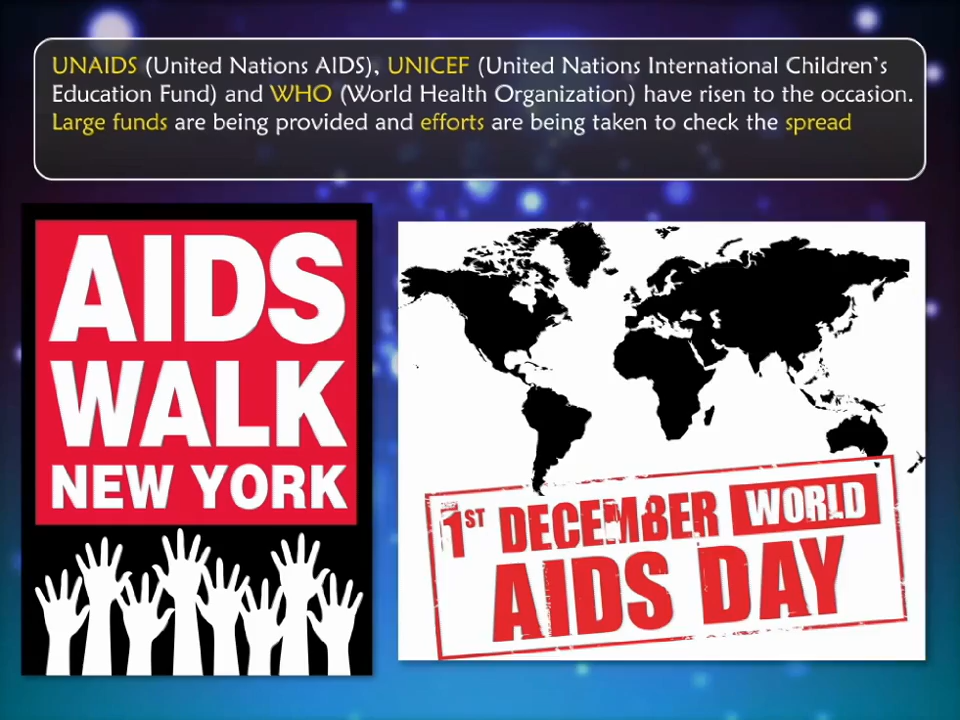 UNAIDS (United Nations AIDS), UNICEF (United Nations International Children's
Education Fund) and WHO (World Health Organization) have risen to the occasion.
Large funds are being provided and efforts are being taken to check the spread
AIDS
WALK
NEW YORK
1ST DECEMBER WORLD
AIDS DAY